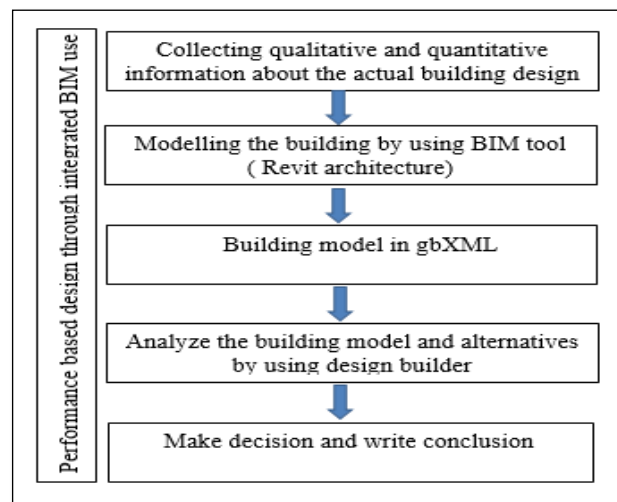 Performance based design through integrated BIM use
Collecting qualitative and quantitative
information about the actual building design
Modelling the building by using BIM tool
( Revit architecture)
Building model in gbXML
Analyze the building model and alternatives
by using design builder
Make decision and write conclusion